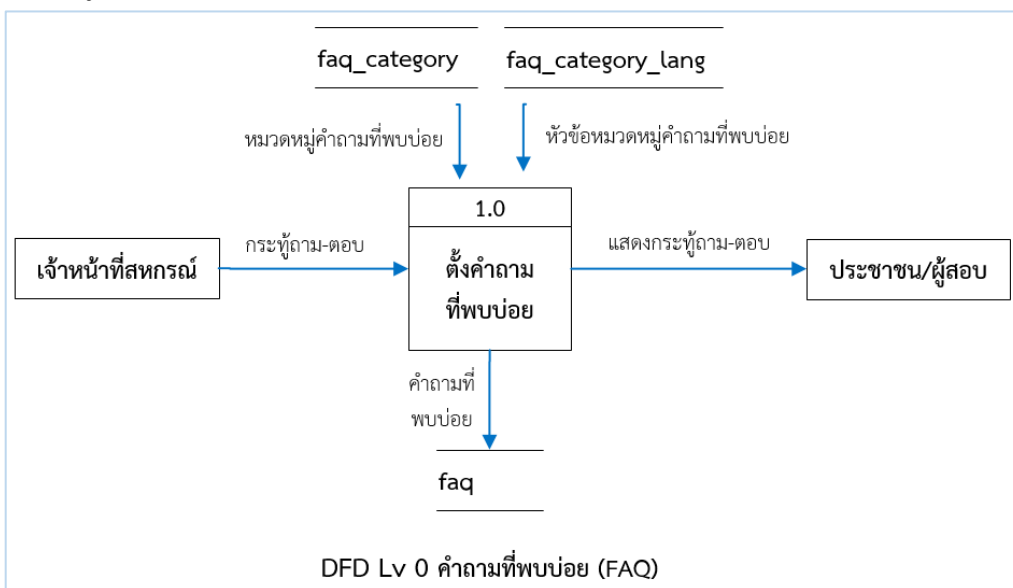 faq_category faq_category_lang
หมวดหมู่คำถามที่พบบ่อย หัวข้อหมวดหมู่คำถามที่พบบ่อย
1.0
เจ้าหน้าที่สหกรณ์ กระทู้ถาม-ตอบ ตั้งคำถาม แสดงกระทู้ถาม-ตอบ ประชาชน/ผู้สอบ
ที่พบบ่อย
คำถามที่
พบบ่อย
faq
DFD Lv 0 คำถามที่พบบ่อย (FAQ)